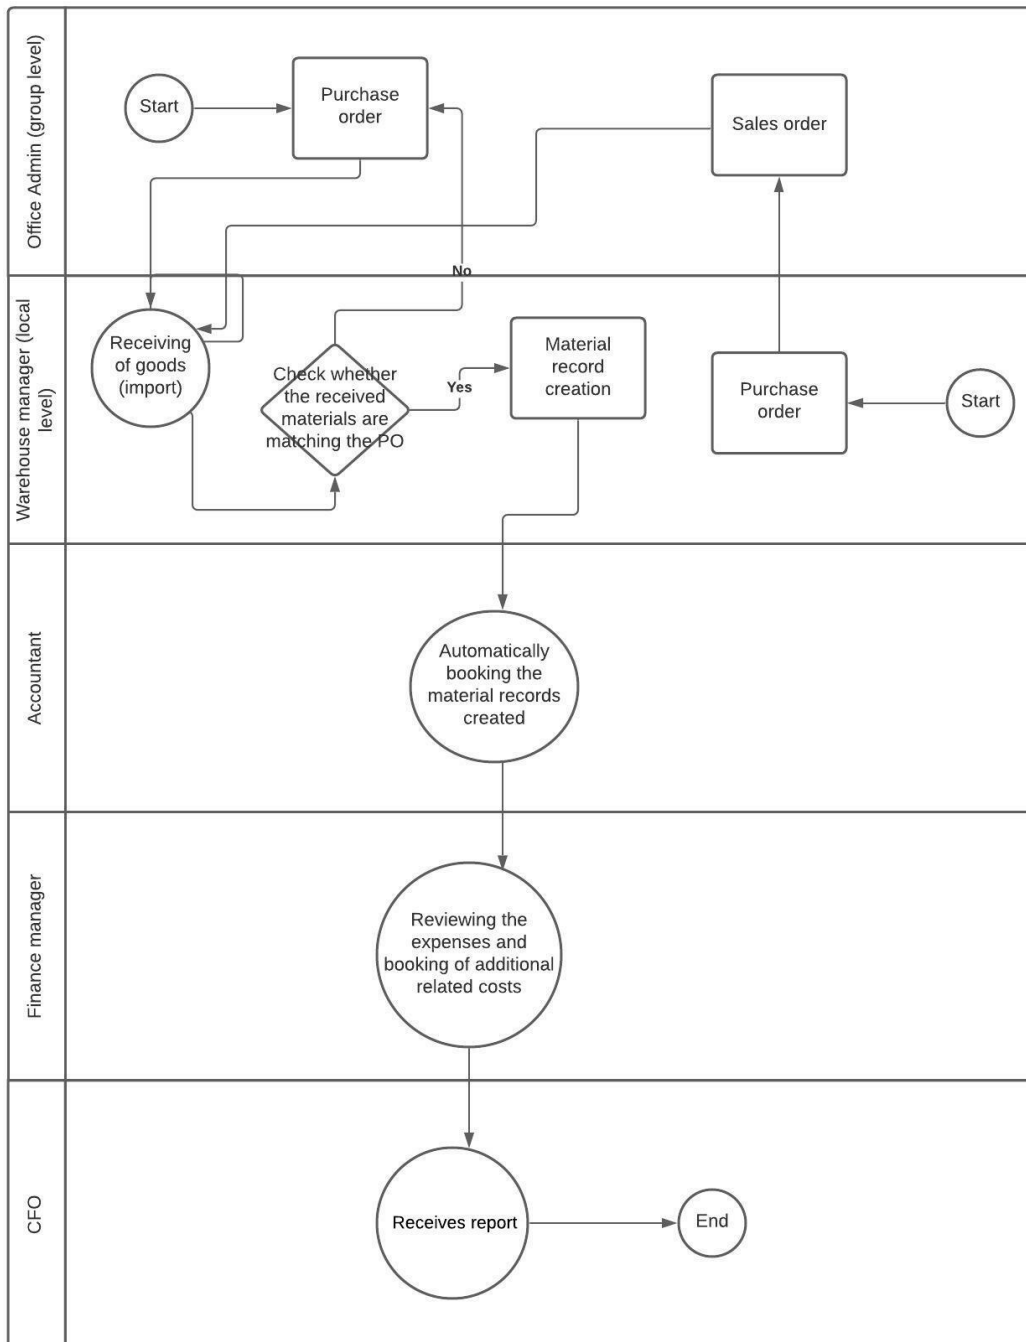 Office Admin (group level)
Start
Purchase
order
Sales order
No
Warehouse manager (local
level)
Receiving
of goods
(import)
Check whether
the received
materials are
matching the PO
Yes
Material
record
creation
Purchase
order
Start
Accountant
Automatically
booking the
material records
created
Finance manager
Reviewing the
expenses and
booking of additional
related costs
CFO
Receives report
End